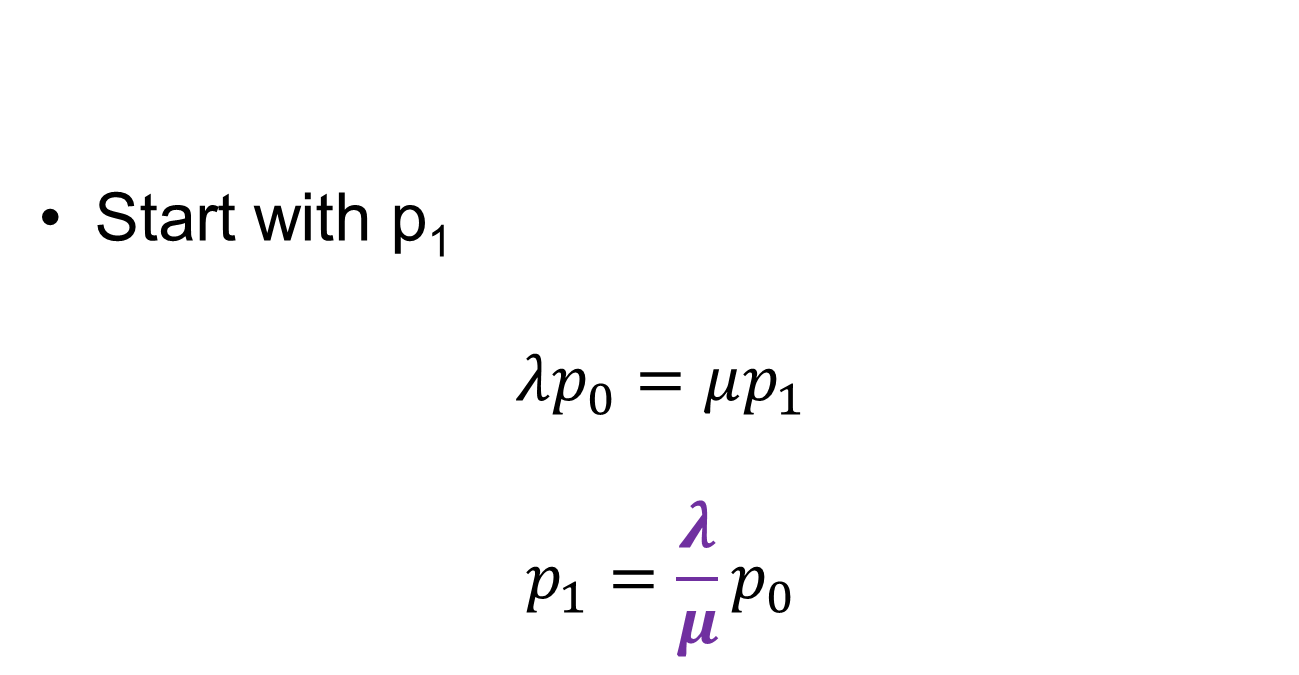 • Start with p₁
λp₀ = μp₁
p₁ = λ/μ p₀